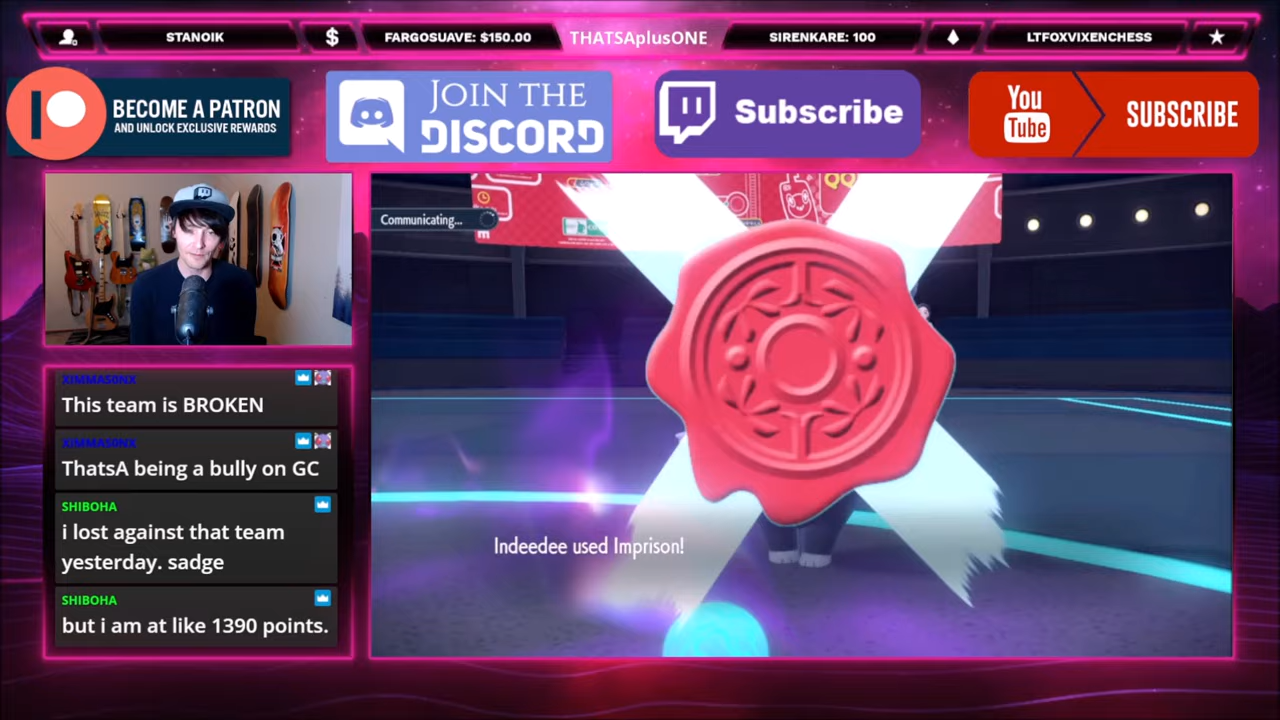 STANOIK
$
FARGOSUAVE: $150.00
THATSAplusONE
SIRENKARE: 100
LTFOXVIXENCHESS
BECOME A PATRON
AND UNLOCK EXCLUSIVE REWARDS
JOIN THE
DISCORD
Subscribe
You
Tube
SUBSCRIBE
Communicating...
XIMMAS0NX
This team is BROKEN
XIMMAS0NX
ThatsA being a bully on GC
SHIBOHA
i lost against that team
yesterday. sadge
SHIBOHA
but i am at like 1390 points.
Indeedee used Imprison!